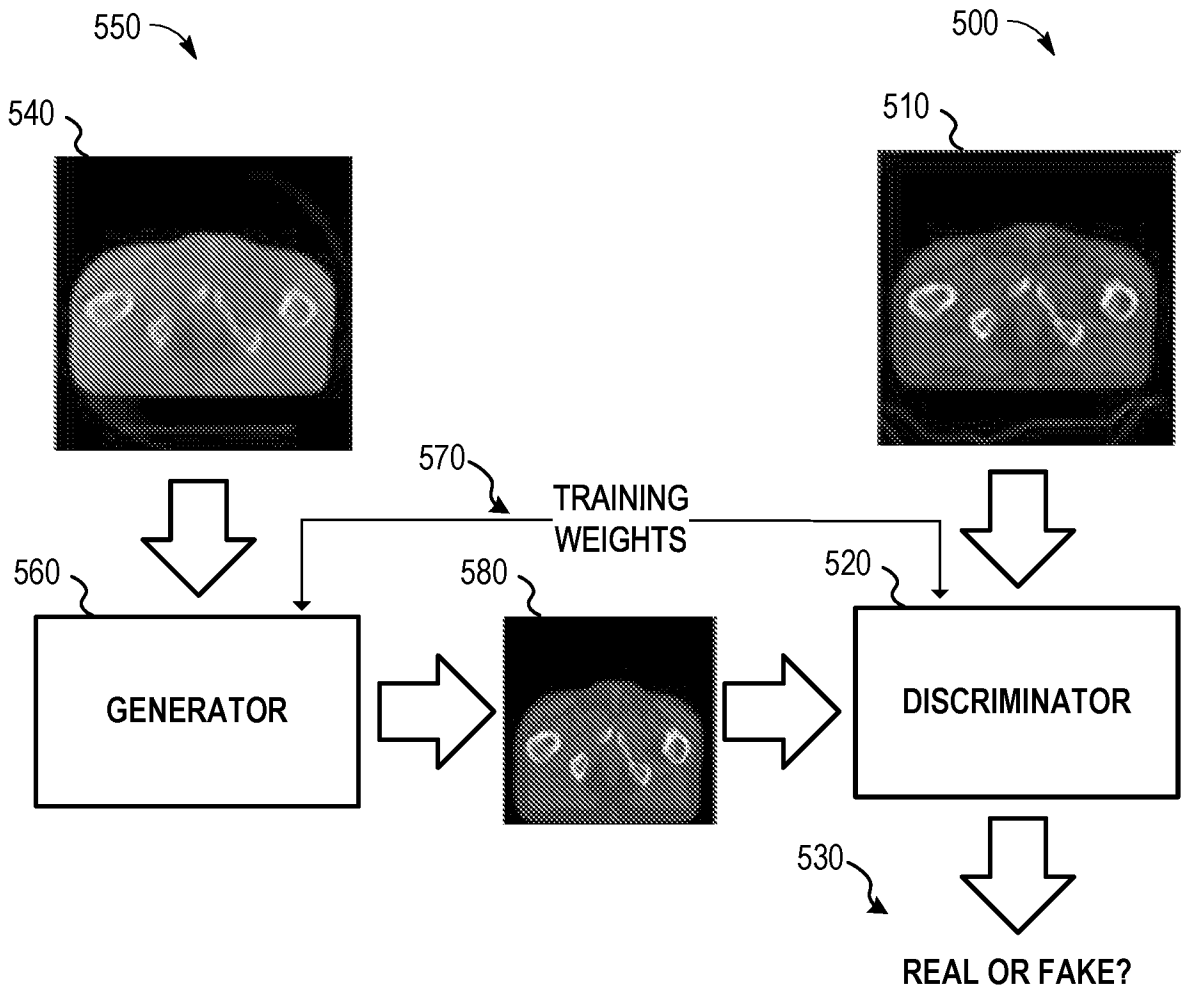 550
500
540
510
570
TRAINING
WEIGHTS
560
580
520
GENERATOR
DISCRIMINATOR
530
REAL OR FAKE?